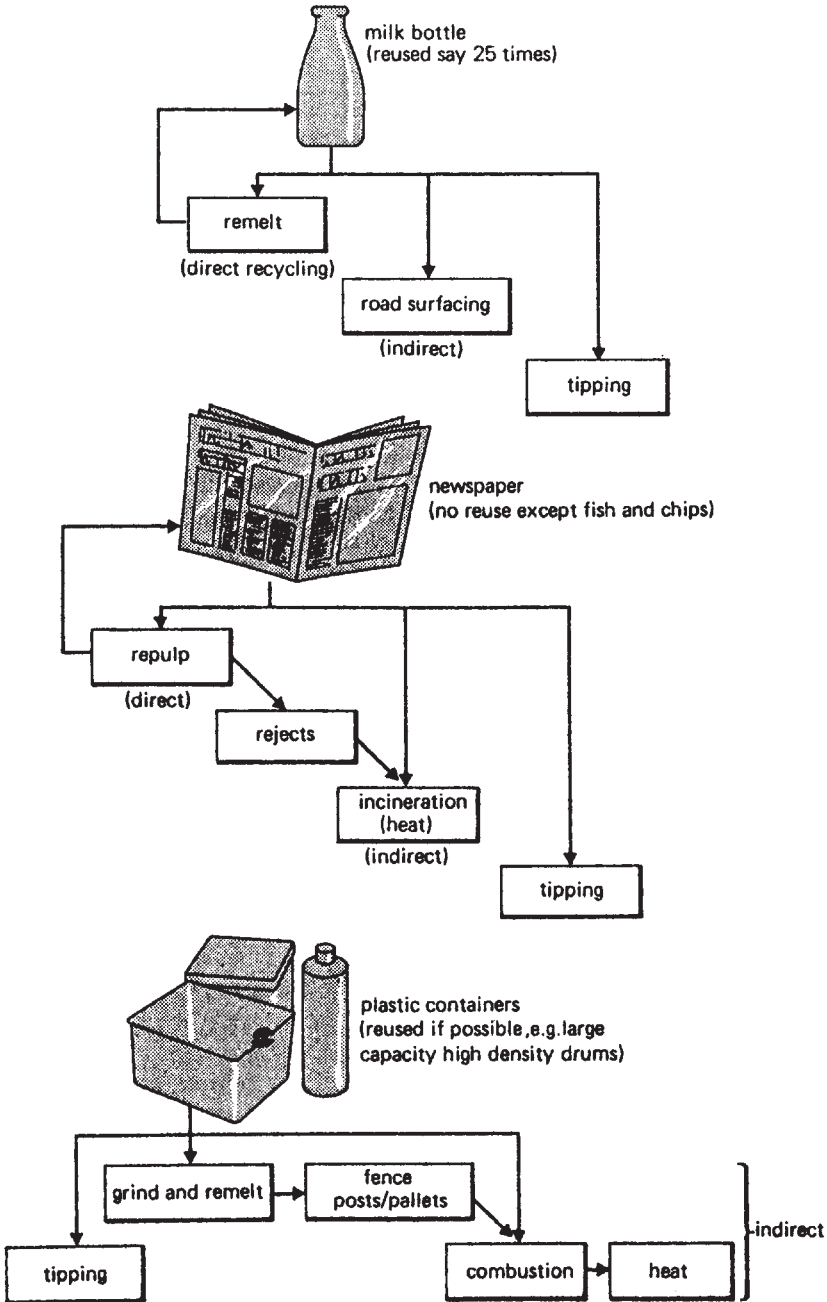 milk bottle
(reused say 25 times)
remelt
(direct recycling)
road surfacing
(indirect)
tipping
newspaper
(no reuse except fish and chips)
repulp
(direct)
rejects
incineration
(heat)
(indirect)
tipping
plastic containers
(reused if possible,e.g.large
capacity high density drums)
grind and remelt
fence
posts/pallets
indirect
tipping
combustion
heat